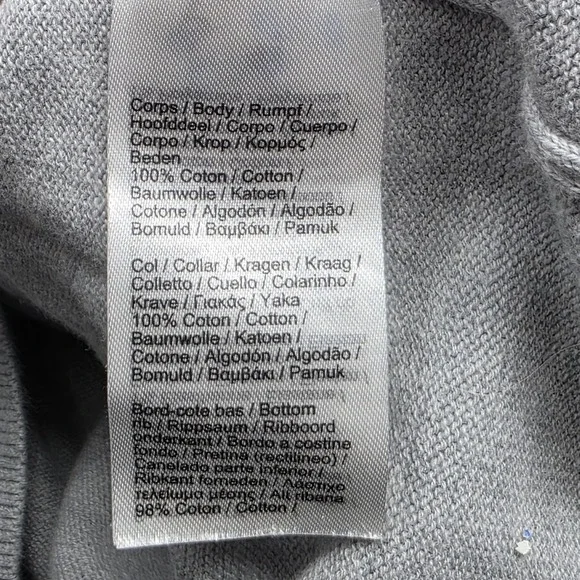 Corps / Body / Rumpf /
Hoofddeel / Corpo / Cuerpo /
Corpo / Krop / Κορμός /
Beden
100% Coton / Cotton /
Baumwolle / Katoen /
Cotone / Algodón / Algodão /
Bomuld / Βαμβάκι / Pamuk
Col / Collar / Kragen / Kraag /
Colletto / Cuello / Colarinho /
Krave / Γιακάς / Yaka
100% Coton / Cotton /
Baumwolle / Katoen /
Cotone / Algodón / Algodão /
Bomuld / Βαμβάκι / Pamuk
Bord-cote bas / Bottom
rib / Rippsaum / Ribboord
onderkant / Bordo a costine
fondo / Pretina (rectilíneo) /
Canelado parte inferior /
Ribkant forneden / Λάστιχο
τελείωμα μέσης / Alt ribana
98% Coton / Cotton /